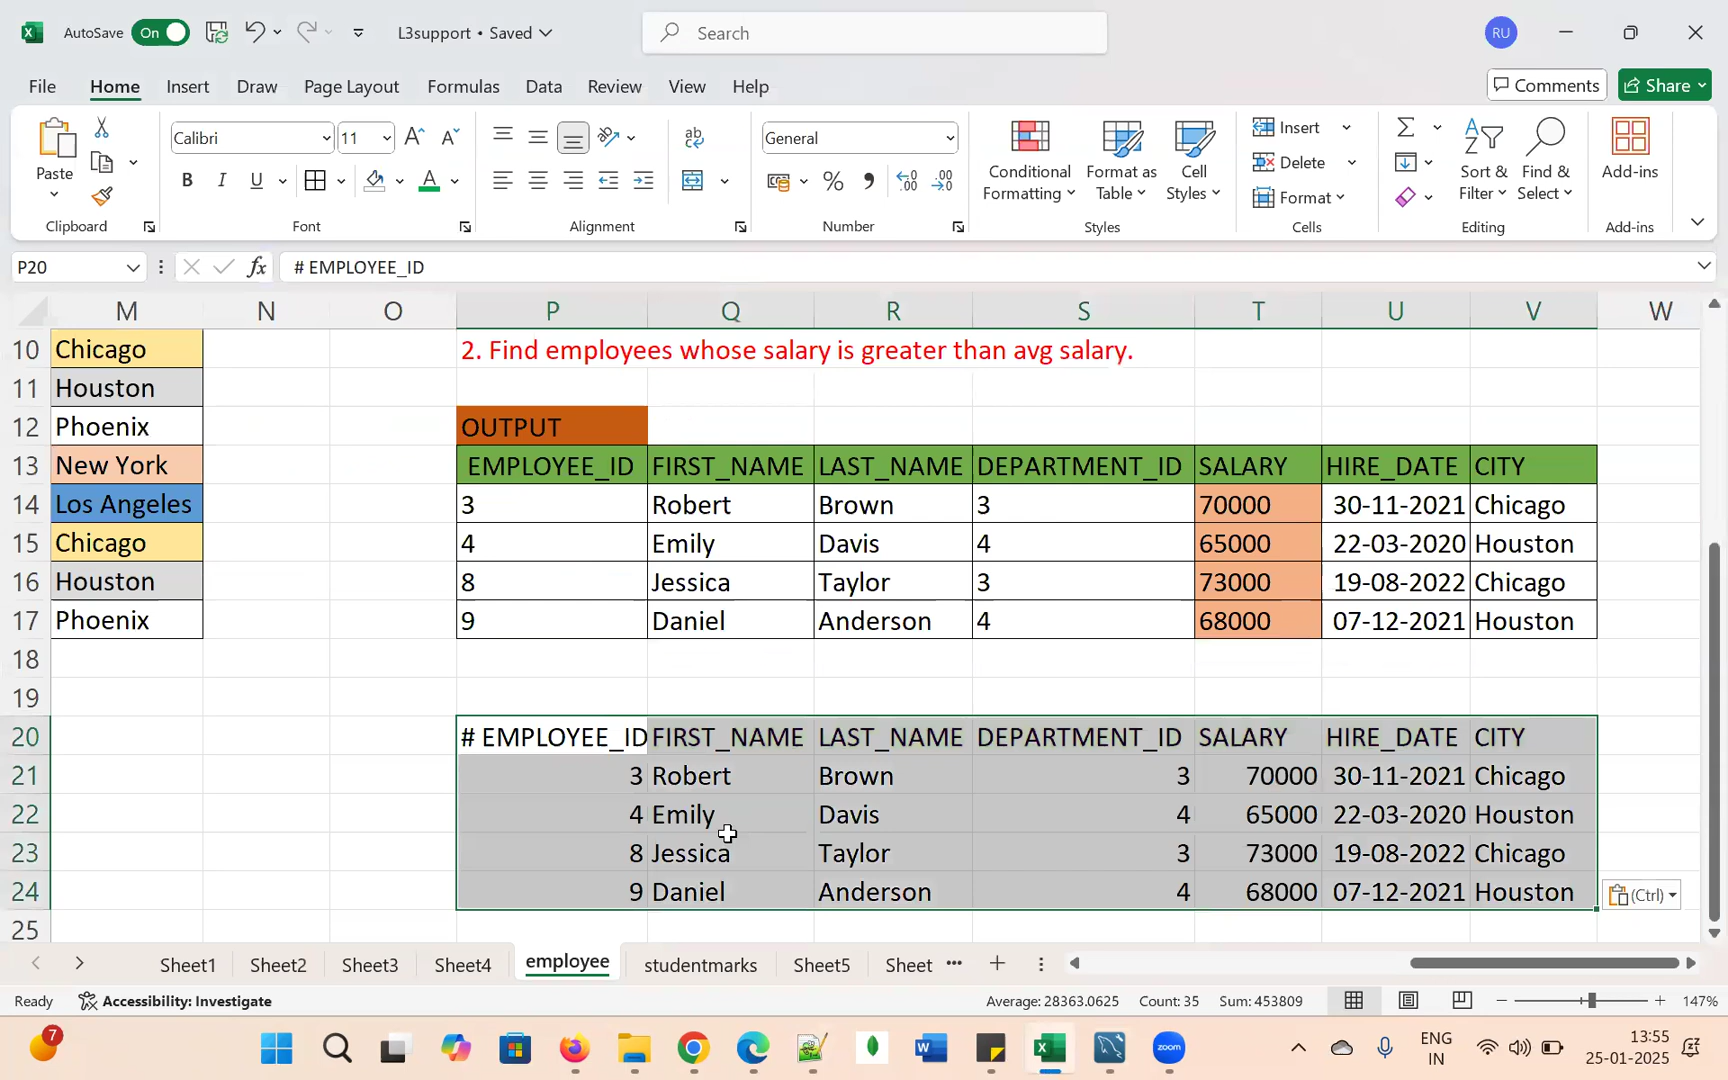 AutoSave On L3support • Saved Search RU
File Home Insert Draw Page Layout Formulas Data Review View Help Comments Share
Calibri 11 General Insert
Paste B I U Conditional Formatting Format as Table Cell Styles Delete Sort & Filter Find & Select Add-ins
Format
Clipboard Font Alignment Number Styles Cells Editing Add-ins
P20 fx # EMPLOYEE_ID
M N O P Q R S T U V W
10 Chicago 2. Find employees whose salary is greater than avg salary.
11 Houston
12 Phoenix OUTPUT
13 New York EMPLOYEE_ID FIRST_NAME LAST_NAME DEPARTMENT_ID SALARY HIRE_DATE CITY
14 Los Angeles 3 Robert Brown 3 70000 30-11-2021 Chicago
15 Chicago 4 Emily Davis 4 65000 22-03-2020 Houston
16 Houston 8 Jessica Taylor 3 73000 19-08-2022 Chicago
17 Phoenix 9 Daniel Anderson 4 68000 07-12-2021 Houston
18
19
20 # EMPLOYEE_ID FIRST_NAME LAST_NAME DEPARTMENT_ID SALARY HIRE_DATE CITY
21 3 Robert Brown 3 70000 30-11-2021 Chicago
22 4 Emily Davis 4 65000 22-03-2020 Houston
23 8 Jessica Taylor 3 73000 19-08-2022 Chicago
24 9 Daniel Anderson 4 68000 07-12-2021 Houston (Ctrl)
25
Sheet1 Sheet2 Sheet3 Sheet4 employee studentmarks Sheet5 Sheet ...
Ready Accessibility: Investigate Average: 28363.0625 Count: 35 Sum: 453809 147%
7 zoom ENG IN 13:55
25-01-2025